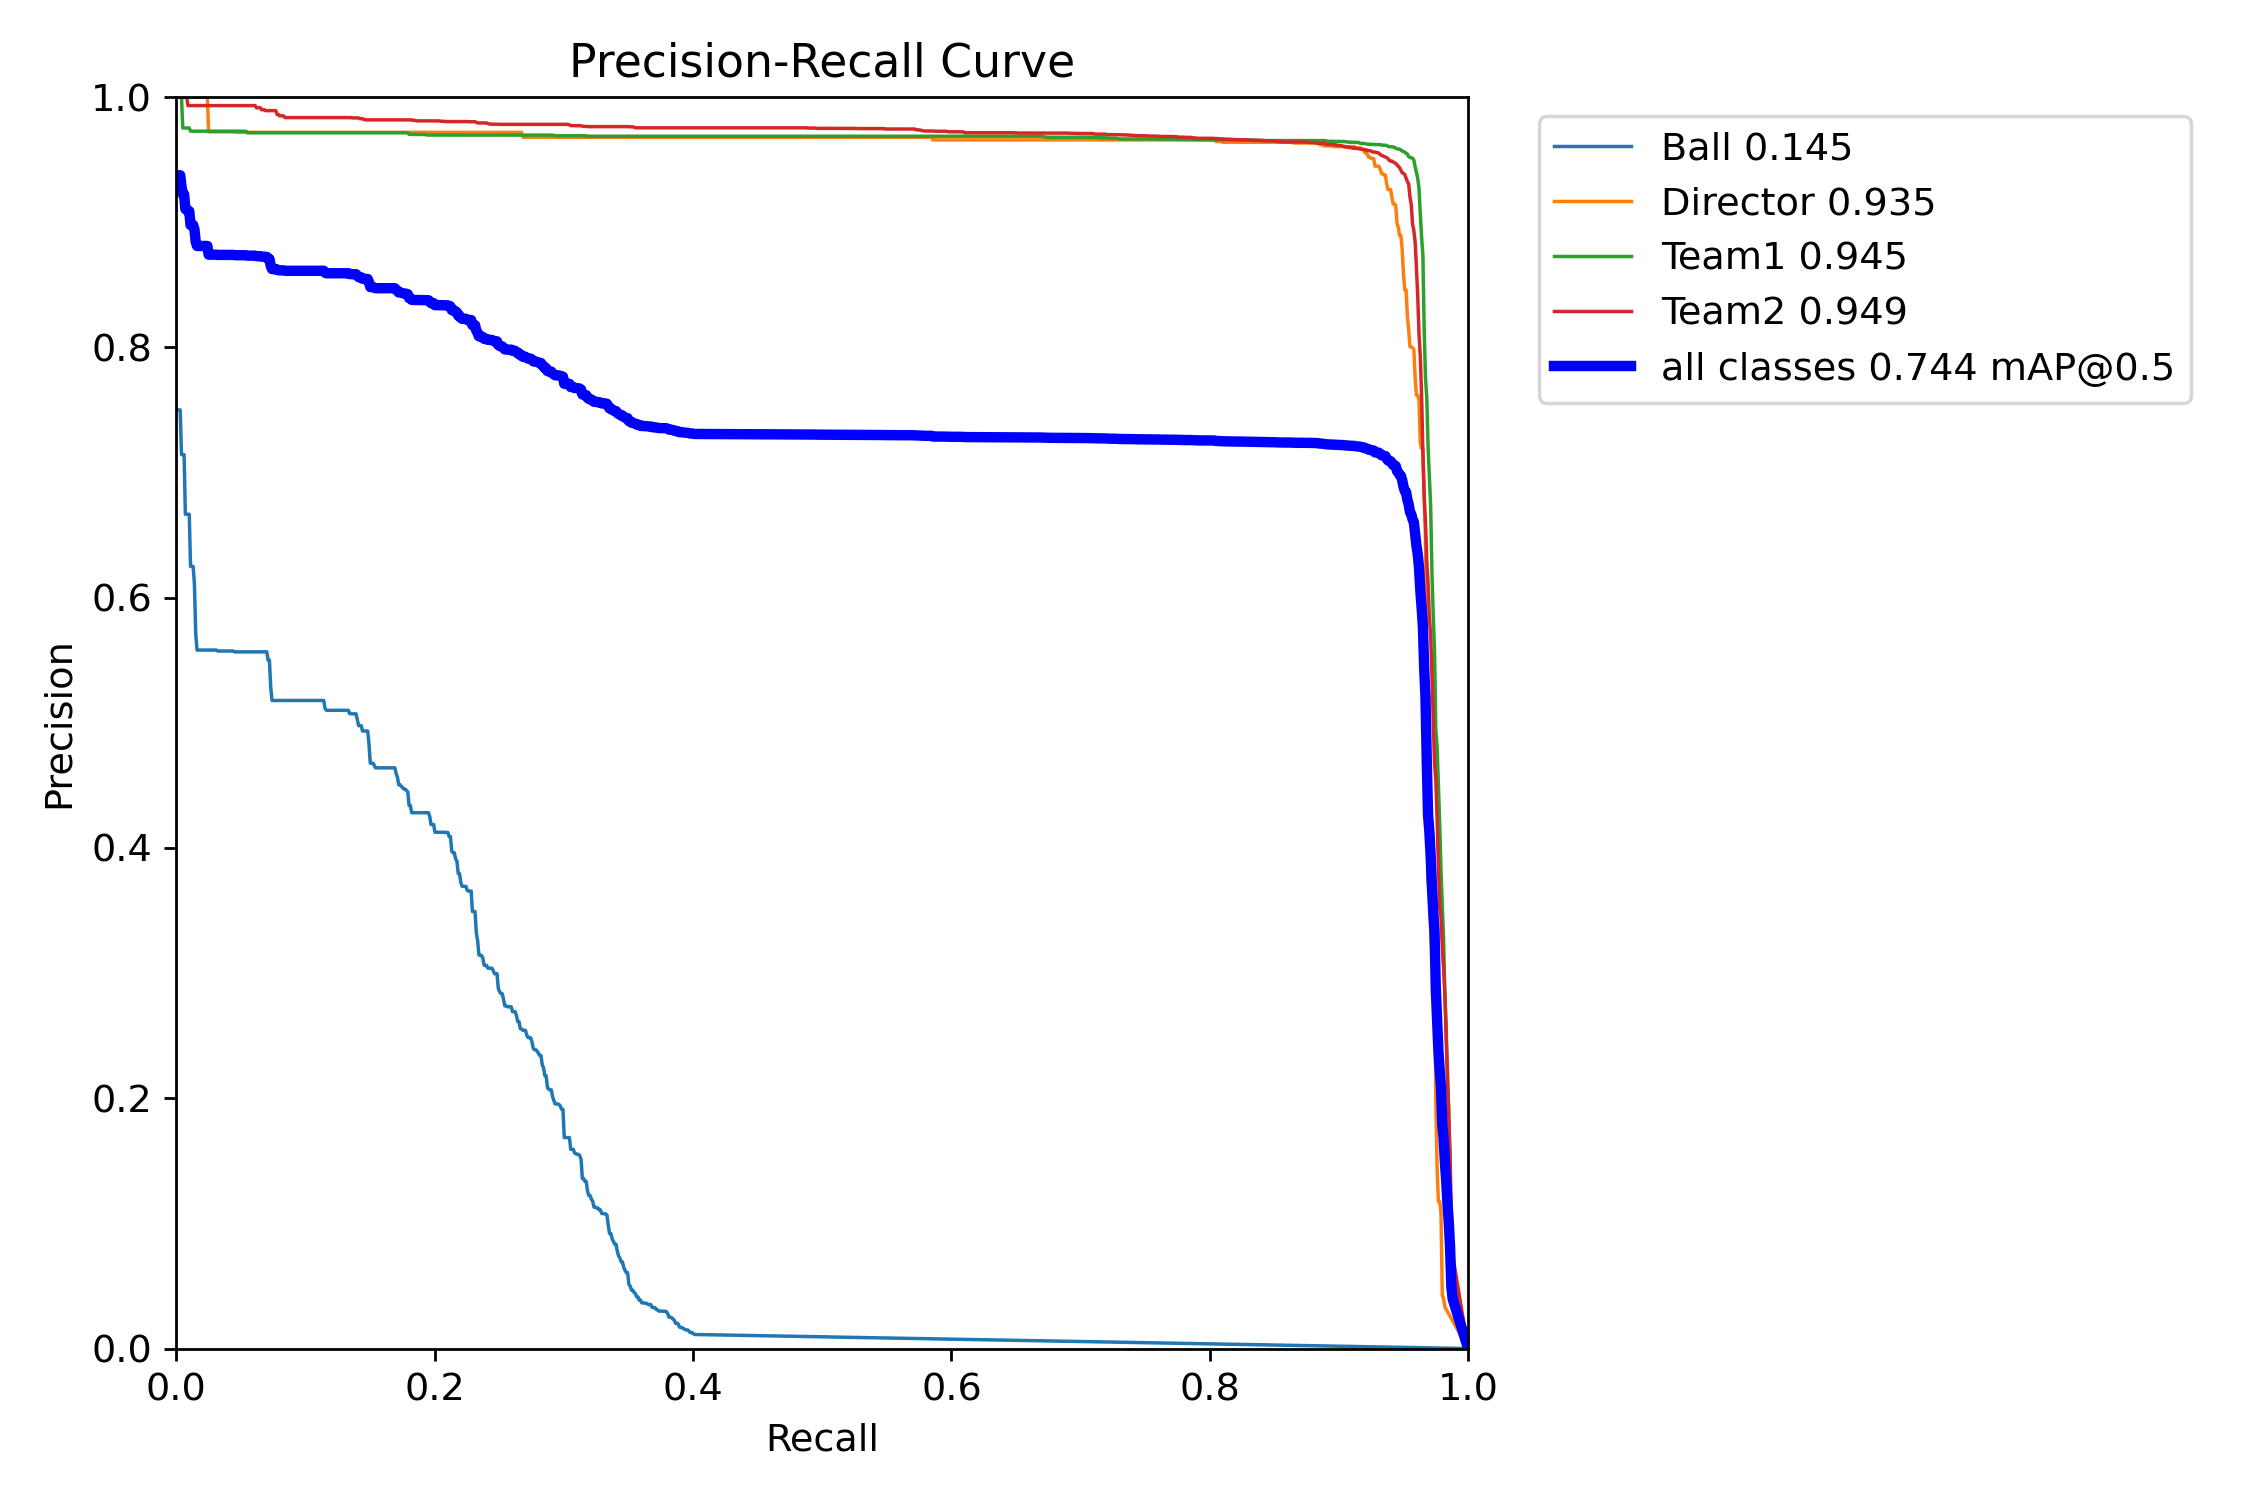 Precision-Recall Curve
1.0
0.8
0.6
0.4
0.2
0.0
Precision
0.0 0.2 0.4 0.6 0.8 1.0
Recall
Ball 0.145
Director 0.935
Team1 0.945
Team2 0.949
all classes 0.744 mAP@0.5